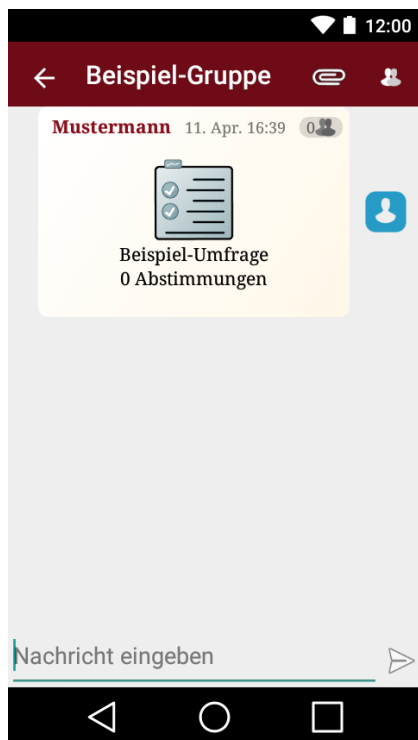 12:00
Beispiel-Gruppe
Mustermann 11. Apr. 16:39 0
Beispiel-Umfrage
0 Abstimmungen
Nachricht eingeben